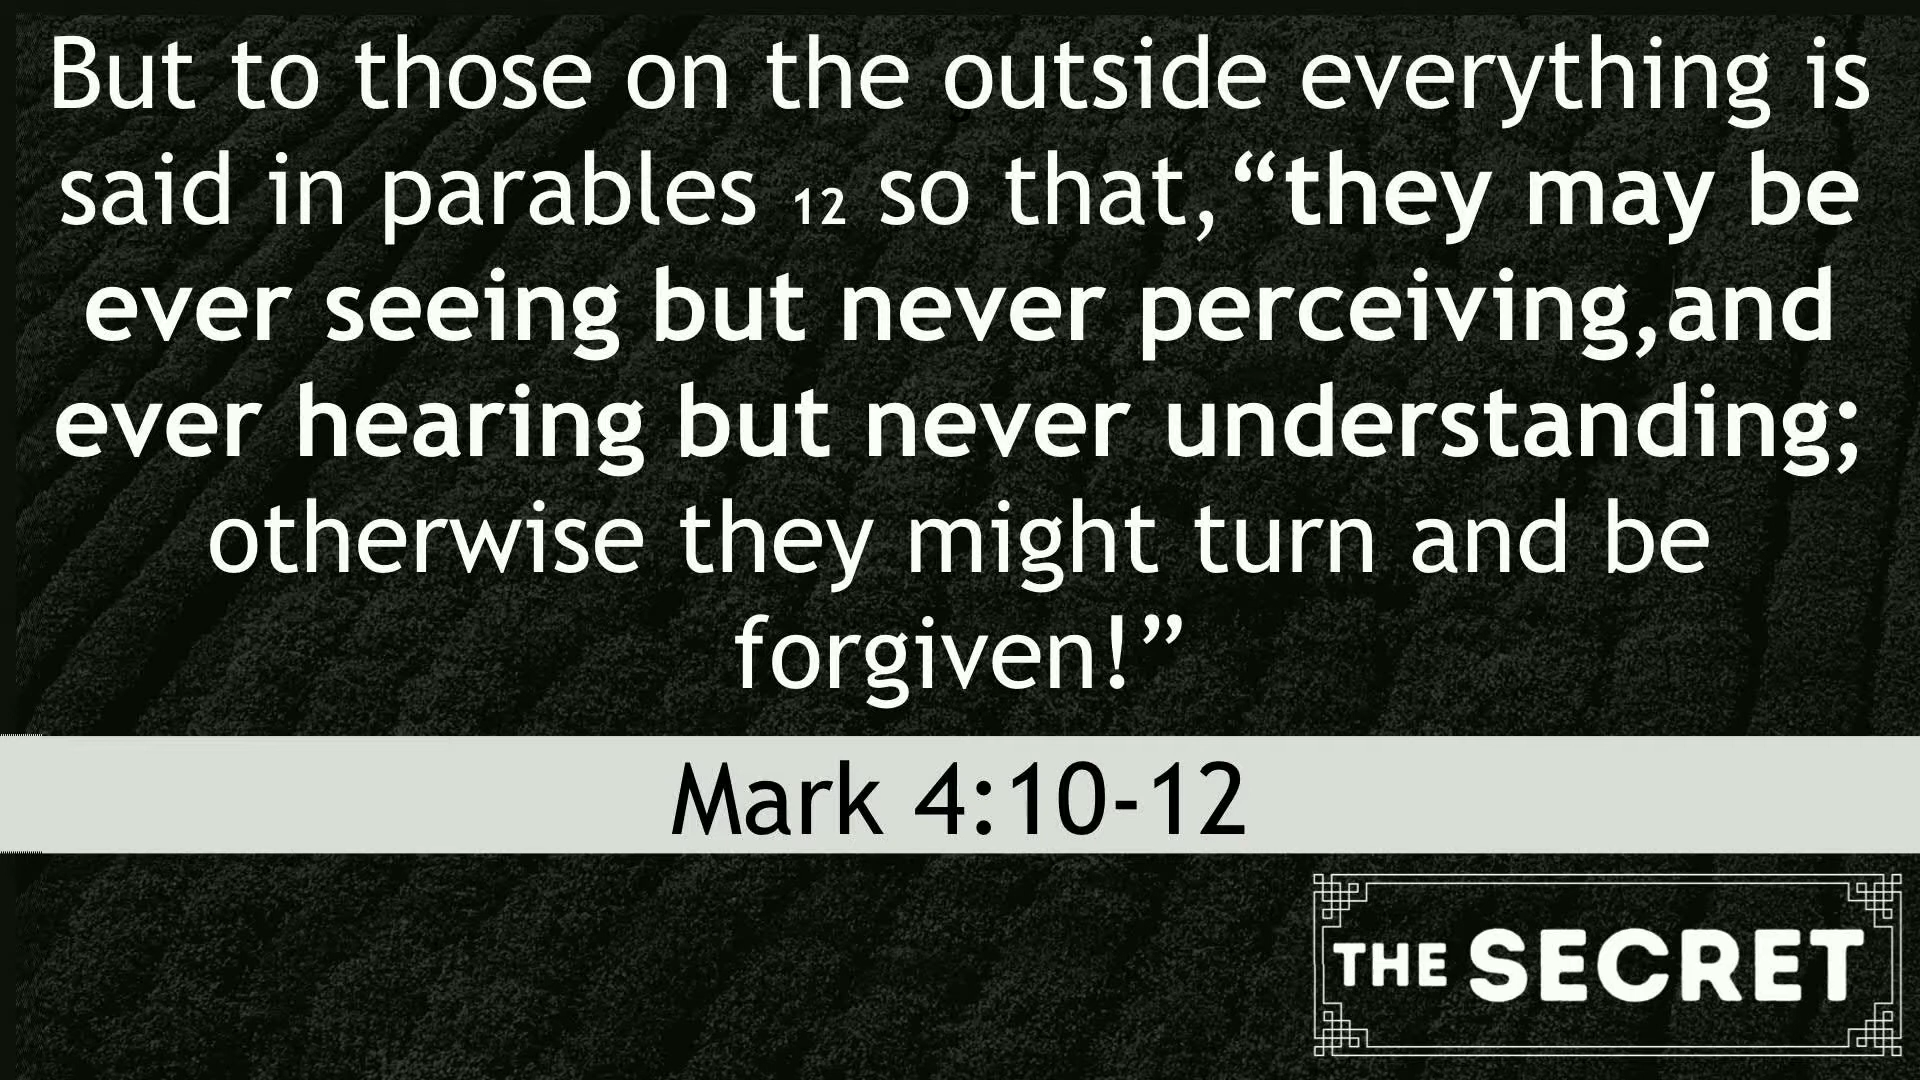 But to those on the outside everything is
said in parables 12 so that, “they may be
ever seeing but never perceiving,and
ever hearing but never understanding;
otherwise they might turn and be
forgiven!”
Mark 4:10-12
THE SECRET